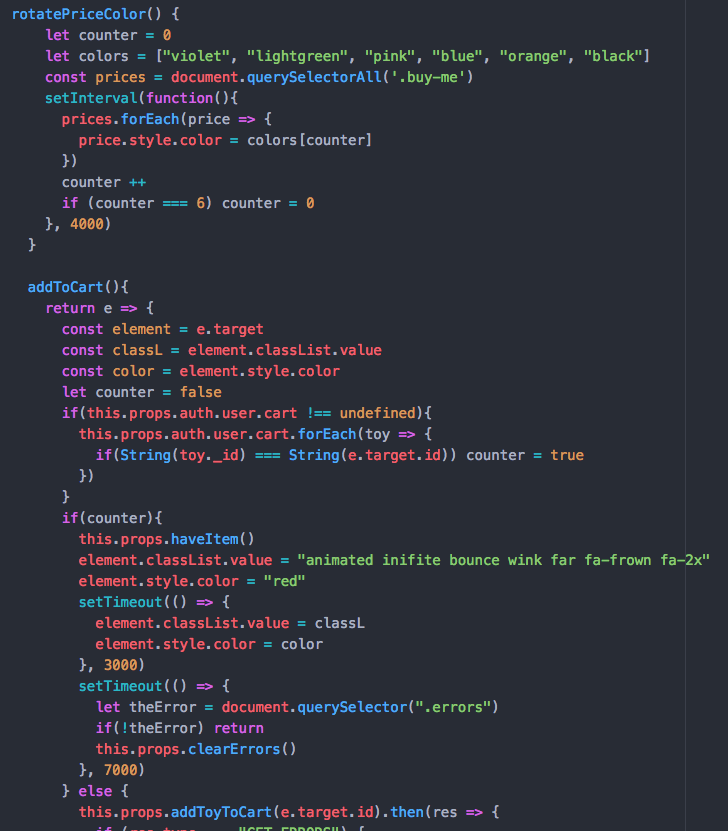 rotatePriceColor() {
let counter = 0
let colors = ["violet", "lightgreen", "pink", "blue", "orange", "black"]
const prices = document.querySelectorAll('.buy-me')
setInterval(function(){
prices.forEach(price => {
price.style.color = colors[counter]
})
counter ++
if (counter === 6) counter = 0
}, 4000)
}
addToCart(){
return e => {
const element = e.target
const classL = element.classList.value
const color = element.style.color
let counter = false
if(this.props.auth.user.cart !== undefined){
this.props.auth.user.cart.forEach(toy => {
if(String(toy._id) === String(e.target.id)) counter = true
})
}
if(counter){
this.props.haveItem()
element.classList.value = "animated inifite bounce wink far fa-frown fa-2x"
element.style.color = "red"
setTimeout(() => {
element.classList.value = classL
element.style.color = color
}, 3000)
setTimeout(() => {
let theError = document.querySelector(".errors")
if(!theError) return
this.props.clearErrors()
}, 7000)
} else {
this.props.addToyToCart(e.target.id).then(res => {